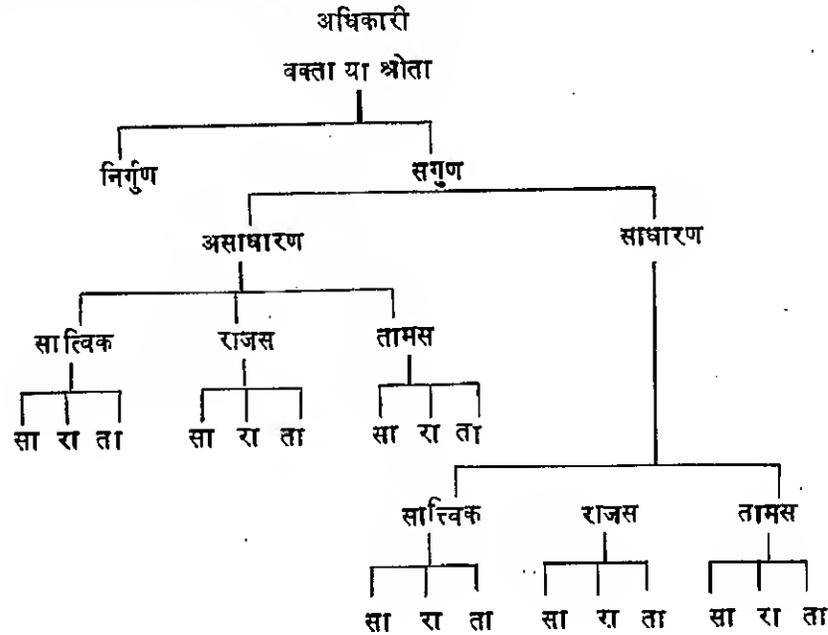 अधिकारी
वक्ता या श्रोता
निर्गुण सगुण
असाधारण साधारण
सात्त्विक राजस तामस
सा रा ता सा रा ता सा रा ता
सात्त्विक राजस तामस
सा रा ता सा रा ता सा रा ता